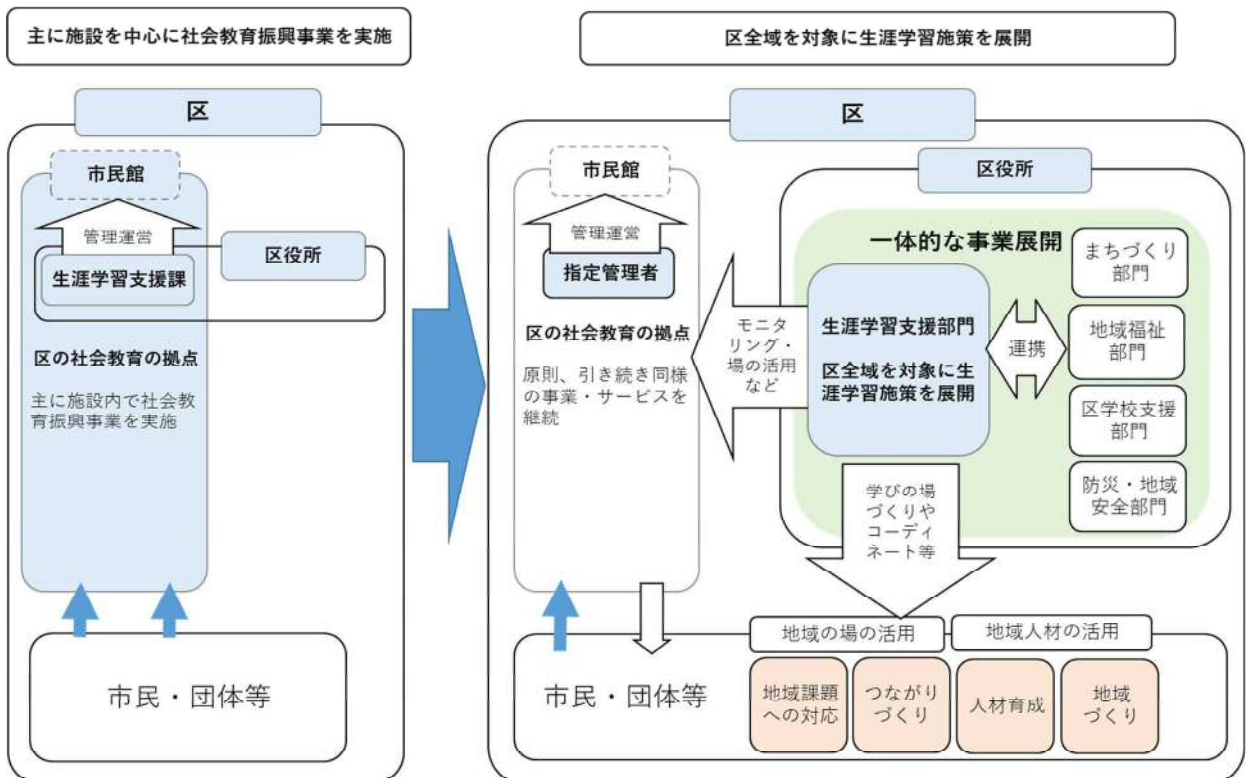 主に施設を中心に社会教育振興事業を実施
区
市民館
管理運営
区役所
生涯学習支援課
区の社会教育の拠点
主に施設内で社会教
育振興事業を実施
市民・団体等
区全域を対象に生涯学習施策を展開
区
市民館
管理運営
指定管理者
区の社会教育の拠点
原則、引き続き同様
の事業・サービスを
継続
区役所
一体的な事業展開
生涯学習支援部門
区全域を対象に生
涯学習施策を展開
モニタ
リング・
場の活用
など
連携
まちづくり
部門
地域福祉
部門
区学校支援
部門
防災・地域
安全部門
学びの場
づくりや
コーディ
ネート等
市民・団体等
地域の場の活用
地域人材の活用
地域課題
への対応
つながり
づくり
人材育成
地域
づくり